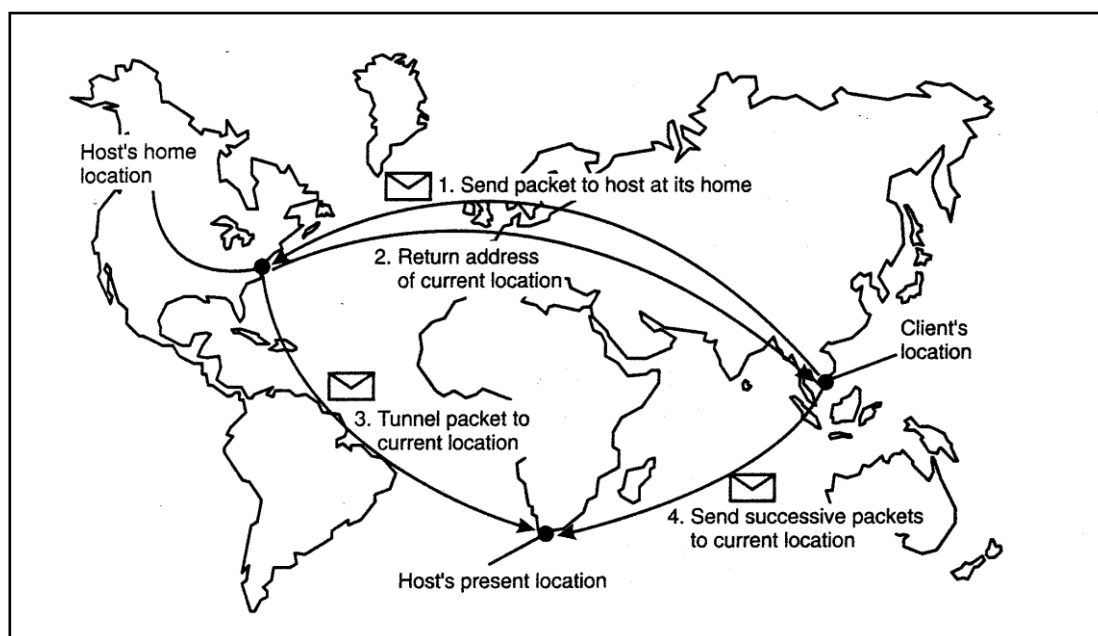 Host's home
location
1. Send packet to host at its home
2. Return address
of current location
Client's
location
3. Tunnel packet to
current location
4. Send successive packets
to current location
Host's present location